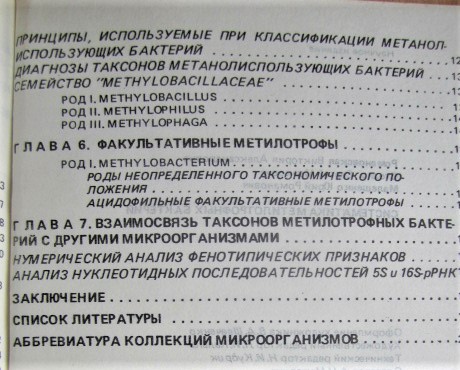 ПРИНЦИПЫ, ИСПОЛЬЗУЕМЫЕ ПРИ КЛАССИФИКАЦИИ МЕТАНОЛ-
ИСПОЛЬЗУЮЩИХ БАКТЕРИЙ
ДИАГНОЗЫ ТАКСОНОВ МЕТАНОЛИСПОЛЬЗУЮЩИХ БАКТЕРИЙ
СЕМЕЙСТВО "METHYLOBACILLACEAE"
РОД I. METHYLOBACILLUS
РОД II. METHYLOPHILUS
РОД III. METHYLOPHAGA
ГЛАВА 6. ФАКУЛЬТАТИВНЫЕ МЕТИЛОТРОФЫ
РОД I. METHYLOBACTERIUM
РОДЫ НЕОПРЕДЕЛЕННОГО ТАКСОНОМИЧЕСКОГО ПО-
ЛОЖЕНИЯ
АЦИДОФИЛЬНЫЕ ФАКУЛЬТАТИВНЫЕ МЕТИЛОТРОФЫ
ГЛАВА 7. ВЗАИМОСВЯЗЬ ТАКСОНОВ МЕТИЛОТРОФНЫХ БАКТЕ-
РИЙ С ДРУГИМИ МИКРООРГАНИЗМАМИ
НУМЕРИЧЕСКИЙ АНАЛИЗ ФЕНОТИПИЧЕСКИХ ПРИЗНАКОВ
АНАЛИЗ НУКЛЕОТИДНЫХ ПОСЛЕДОВАТЕЛЬНОСТЕЙ 5S и 16S-рРНК
ЗАКЛЮЧЕНИЕ
СПИСОК ЛИТЕРАТУРЫ
АББРЕВИАТУРА КОЛЛЕКЦИЙ МИКРООРГАНИЗМОВ